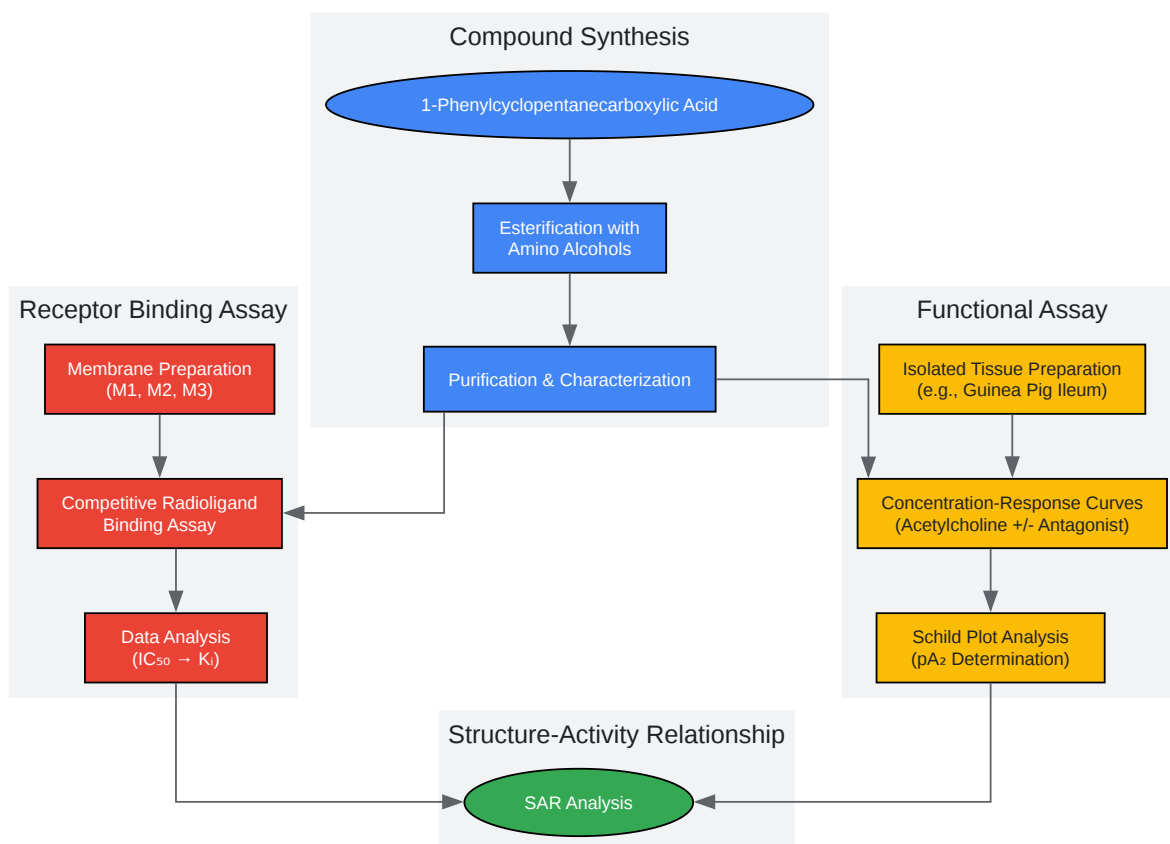 Compound Synthesis
1-Phenylcyclopentanecarboxylic Acid
Esterification with
Amino Alcohols
Purification & Characterization
Receptor Binding Assay
Membrane Preparation
(M1, M2, M3)
Competitive Radioligand
Binding Assay
Data Analysis
(IC₅₀ → Kᵢ)
Functional Assay
Isolated Tissue Preparation
(e.g., Guinea Pig Ileum)
Concentration-Response Curves
(Acetylcholine +/- Antagonist)
Schild Plot Analysis
(pA₂ Determination)
Structure-Activity Relationship
SAR Analysis